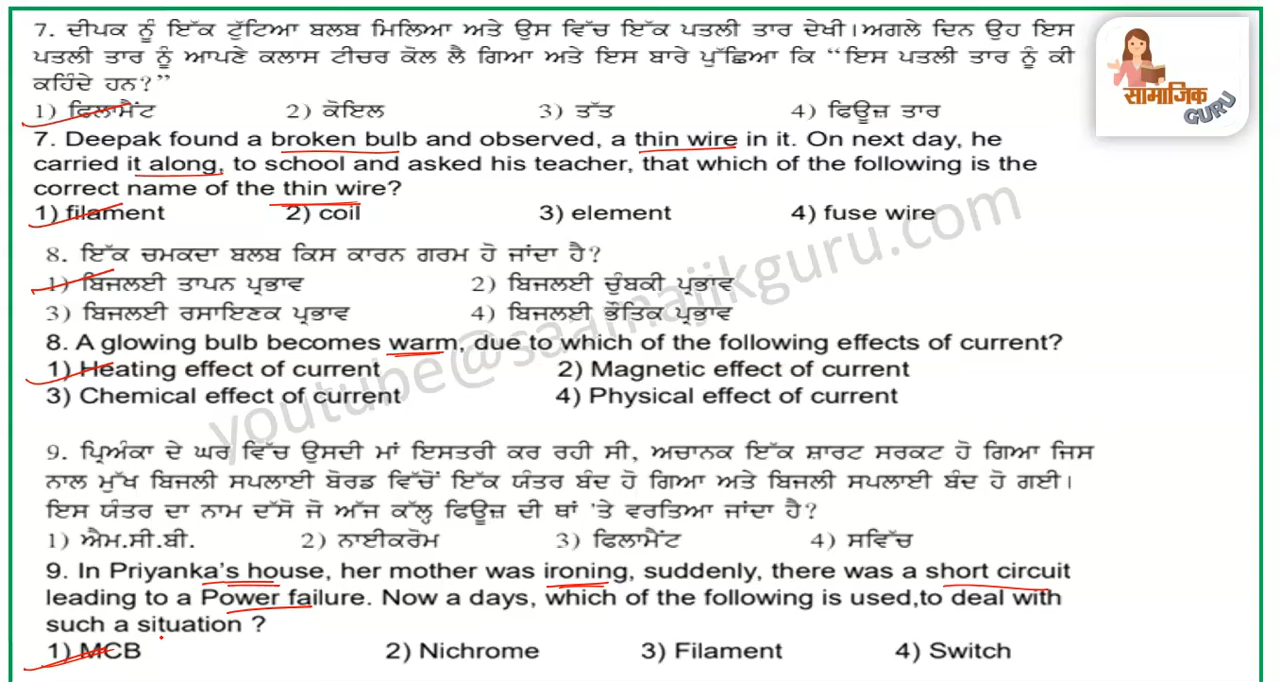 7. ਦੀਪਕ ਨੂੰ ਇੱਕ ਟੁੱਟਿਆ ਬਲਬ ਮਿਲਿਆ ਅਤੇ ਉਸ ਵਿੱਚ ਇੱਕ ਪਤਲੀ ਤਾਰ ਦੇਖੀ। ਅਗਲੇ ਦਿਨ ਉਹ ਇਸ
ਪਤਲੀ ਤਾਰ ਨੂੰ ਆਪਣੇ ਕਲਾਸ ਟੀਚਰ ਕੋਲ ਲੈ ਗਿਆ ਅਤੇ ਇਸ ਬਾਰੇ ਪੁੱਛਿਆ ਕਿ “ਇਸ ਪਤਲੀ ਤਾਰ ਨੂੰ ਕੀ
ਕਹਿੰਦੇ ਹਨ?”
1) ਫਿਲਾਮੈਂਟ 2) ਕੋਇਲ 3) ਤੱਤ 4) ਫਿਊਜ਼ ਤਾਰ
सामाजिक
GURU
7. Deepak found a broken bulb and observed, a thin wire in it. On next day, he
carried it along, to school and asked his teacher, that which of the following is the
correct name of the thin wire?
1) filament 2) coil 3) element 4) fuse wire
8. ਇੱਕ ਚਮਕਦਾ ਬਲਬ ਕਿਸ ਕਾਰਨ ਗਰਮ ਹੋ ਜਾਂਦਾ ਹੈ?
1) ਬਿਜਲਈ ਤਾਪਨ ਪ੍ਰਭਾਵ 2) ਬਿਜਲਈ ਚੁੰਬਕੀ ਪ੍ਰਭਾਵ
3) ਬਿਜਲਈ ਰਸਾਇਣਕ ਪ੍ਰਭਾਵ 4) ਬਿਜਲਈ ਭੌਤਿਕ ਪ੍ਰਭਾਵ
8. A glowing bulb becomes warm, due to which of the following effects of current?
1) Heating effect of current 2) Magnetic effect of current
3) Chemical effect of current 4) Physical effect of current
youtube@saamajikguru.com
9. ਪ੍ਰਿਅੰਕਾ ਦੇ ਘਰ ਵਿੱਚ ਉਸਦੀ ਮਾਂ ਇਸਤਰੀ ਕਰ ਰਹੀ ਸੀ, ਅਚਾਨਕ ਇੱਕ ਸ਼ਾਰਟ ਸਰਕਟ ਹੋ ਗਿਆ ਜਿਸ
ਨਾਲ ਮੁੱਖ ਬਿਜਲੀ ਸਪਲਾਈ ਬੋਰਡ ਵਿੱਚੋਂ ਇੱਕ ਯੰਤਰ ਬੰਦ ਹੋ ਗਿਆ ਅਤੇ ਬਿਜਲੀ ਸਪਲਾਈ ਬੰਦ ਹੋ ਗਈ।
ਇਸ ਯੰਤਰ ਦਾ ਨਾਮ ਦੱਸੋ ਜੋ ਅੱਜ ਕੱਲ੍ਹ ਫਿਊਜ਼ ਦੀ ਥਾਂ 'ਤੇ ਵਰਤਿਆ ਜਾਂਦਾ ਹੈ?
1) ਐਮ.ਸੀ.ਬੀ. 2) ਨਾਈਕਰੋਮ 3) ਫਿਲਾਮੈਂਟ 4) ਸਵਿੱਚ
9. In Priyanka's house, her mother was ironing, suddenly, there was a short circuit
leading to a Power failure. Now a days, which of the following is used,to deal with
such a situation ?
1) MCB 2) Nichrome 3) Filament 4) Switch